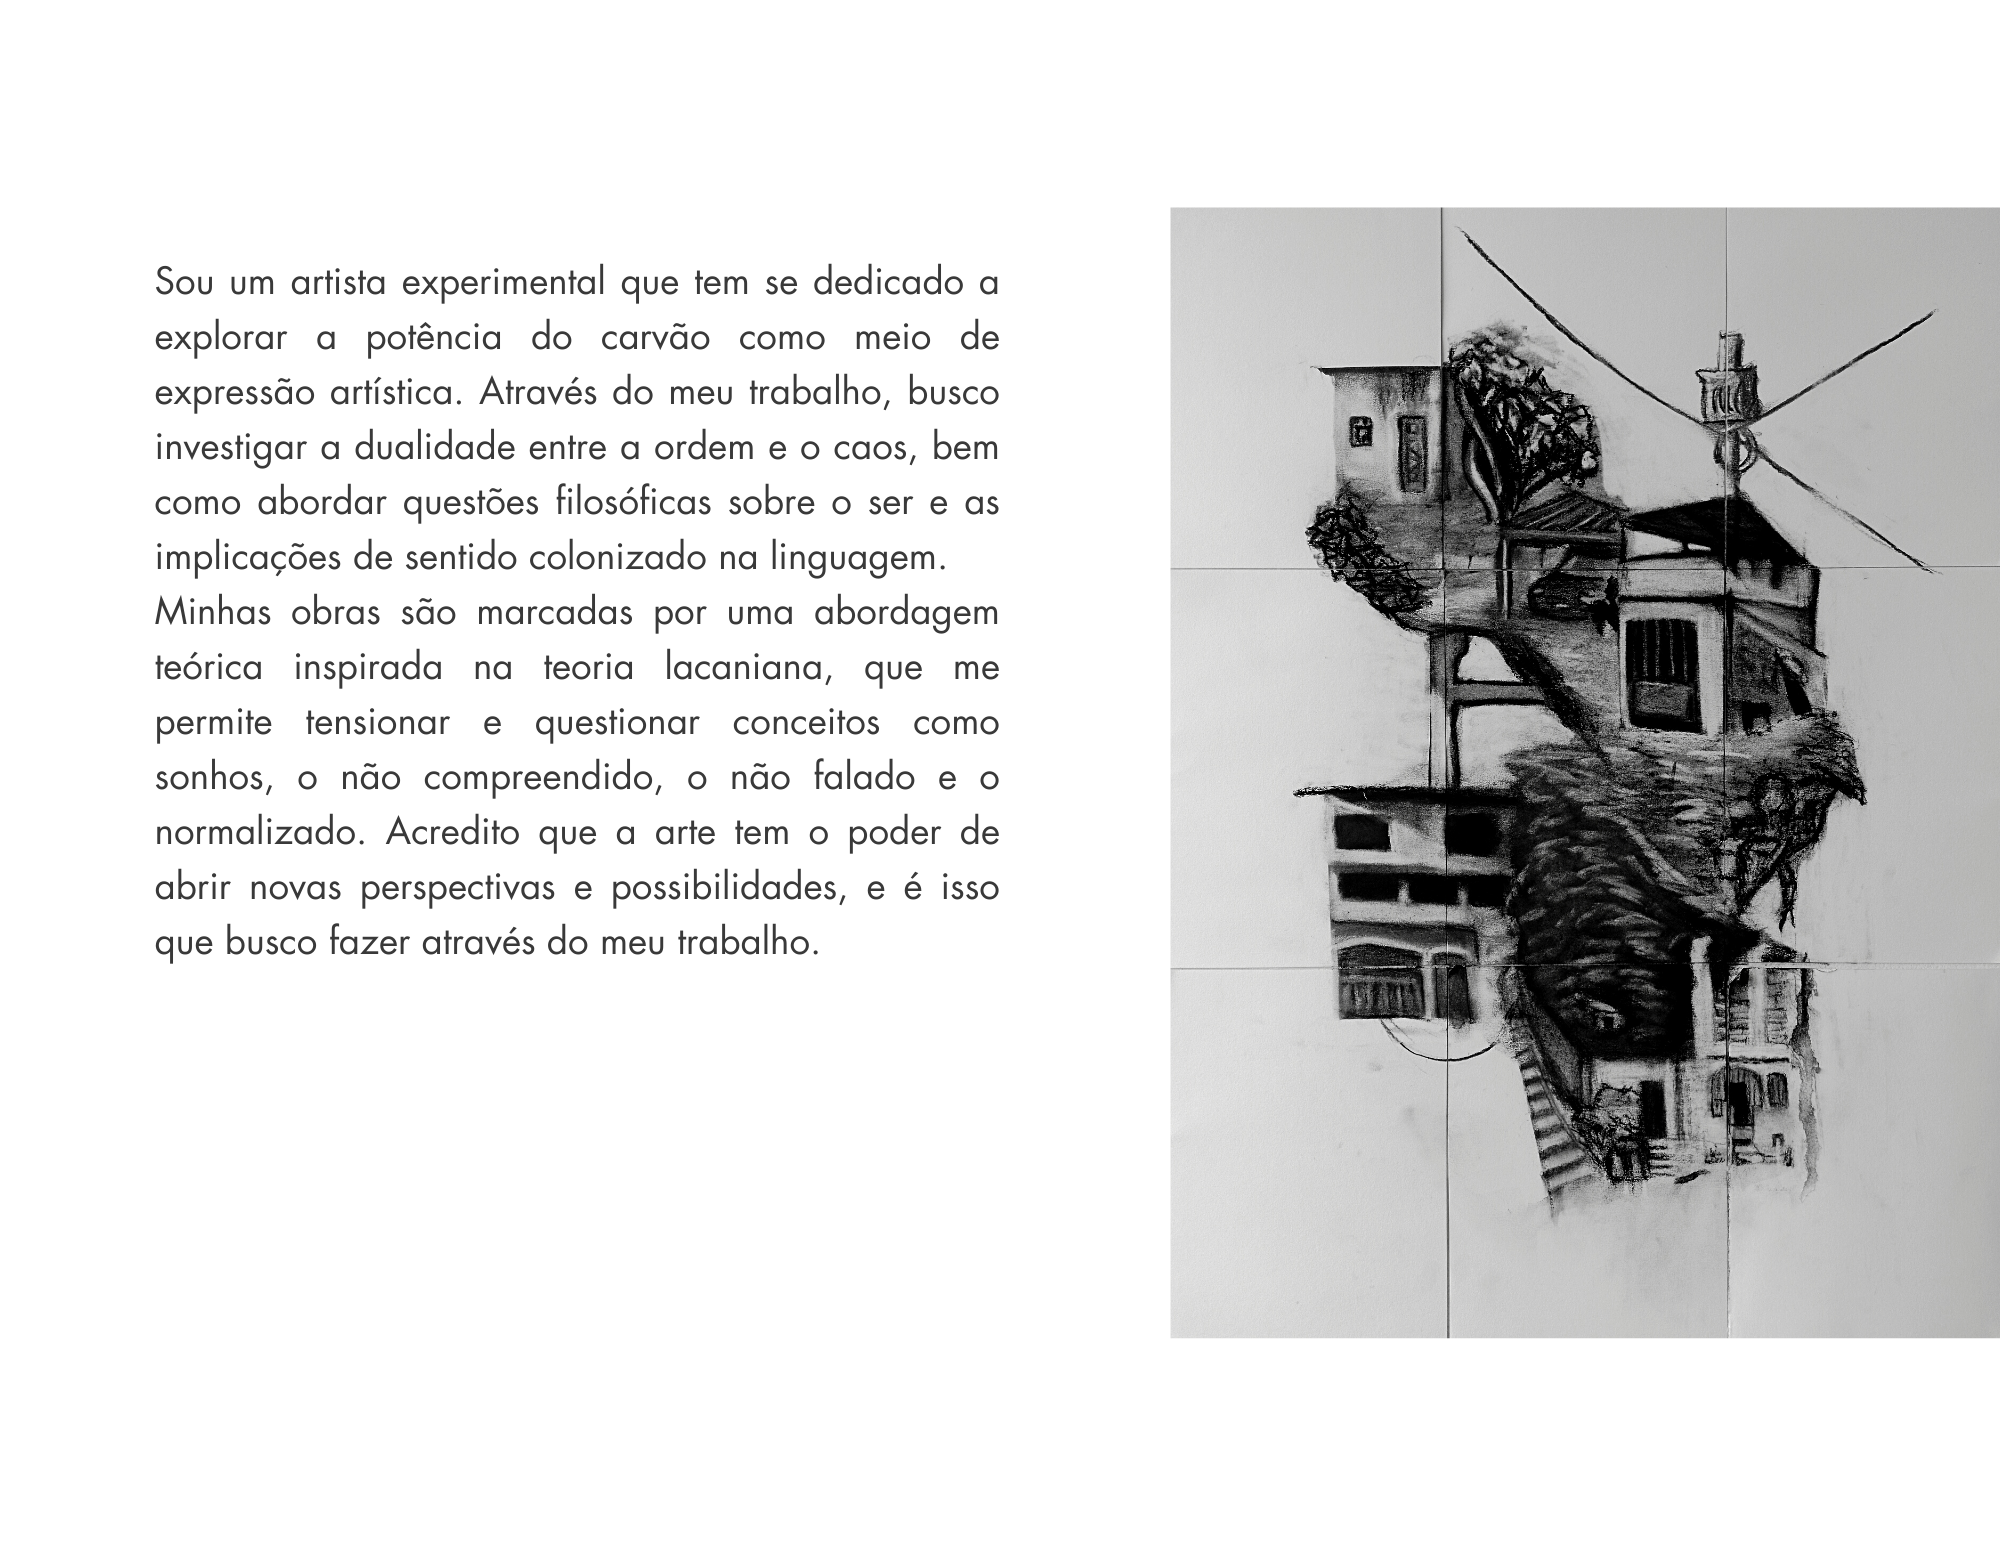 Sou um artista experimental que tem se dedicado a
explorar a potência do carvão como meio de
expressão artística. Através do meu trabalho, busco
investigar a dualidade entre a ordem e o caos, bem
como abordar questões filosóficas sobre o ser e as
implicações de sentido colonizado na linguagem.
Minhas obras são marcadas por uma abordagem
teórica inspirada na teoria lacaniana, que me
permite tensionar e questionar conceitos como
sonhos, o não compreendido, o não falado e o
normalizado. Acredito que a arte tem o poder de
abrir novas perspectivas e possibilidades, e é isso
que busco fazer através do meu trabalho.